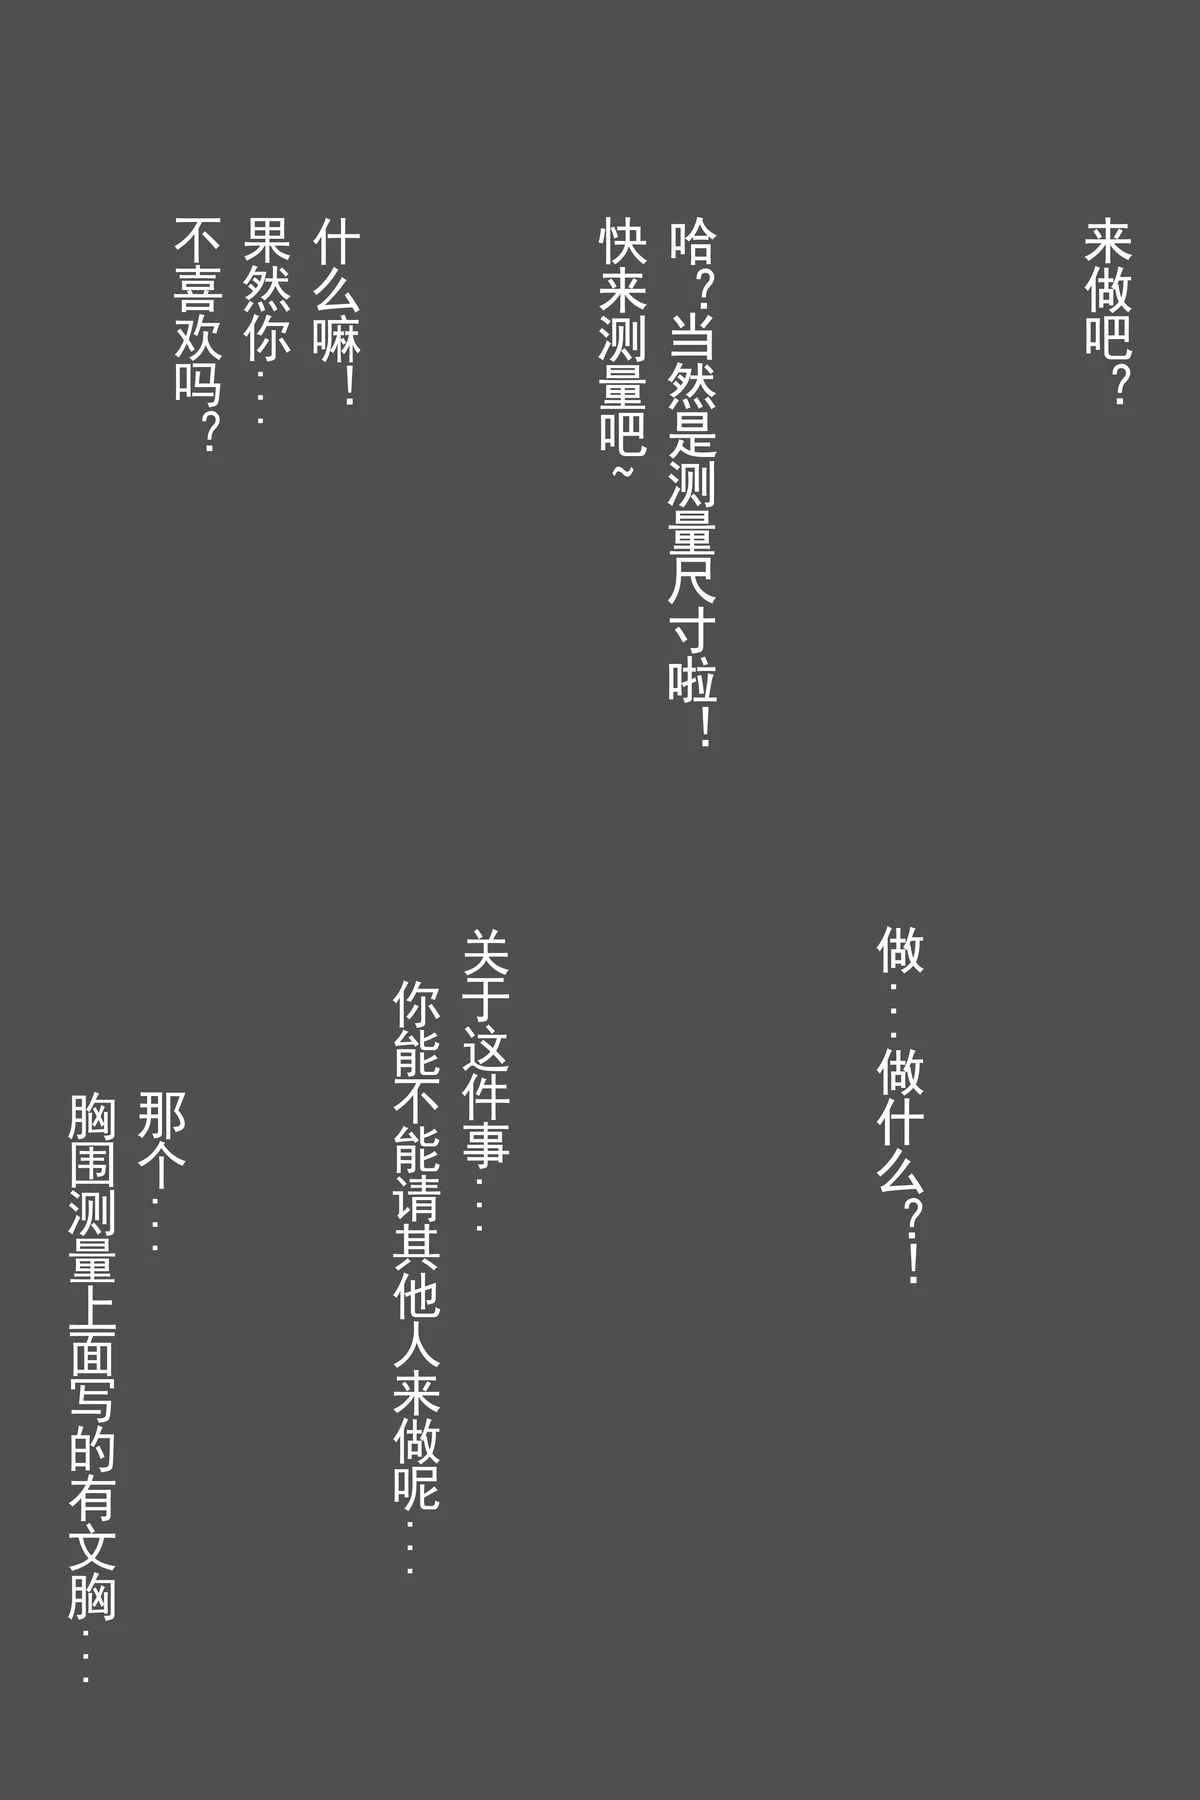 来做吧？
做…做什么？！
哈？当然是测量尺寸啦！
快来测量吧~
关于这件事…
你能不能请其他人来做呢…
什么嘛！
果然你…
不喜欢吗？
那个…
胸围测量上面写的有文胸…